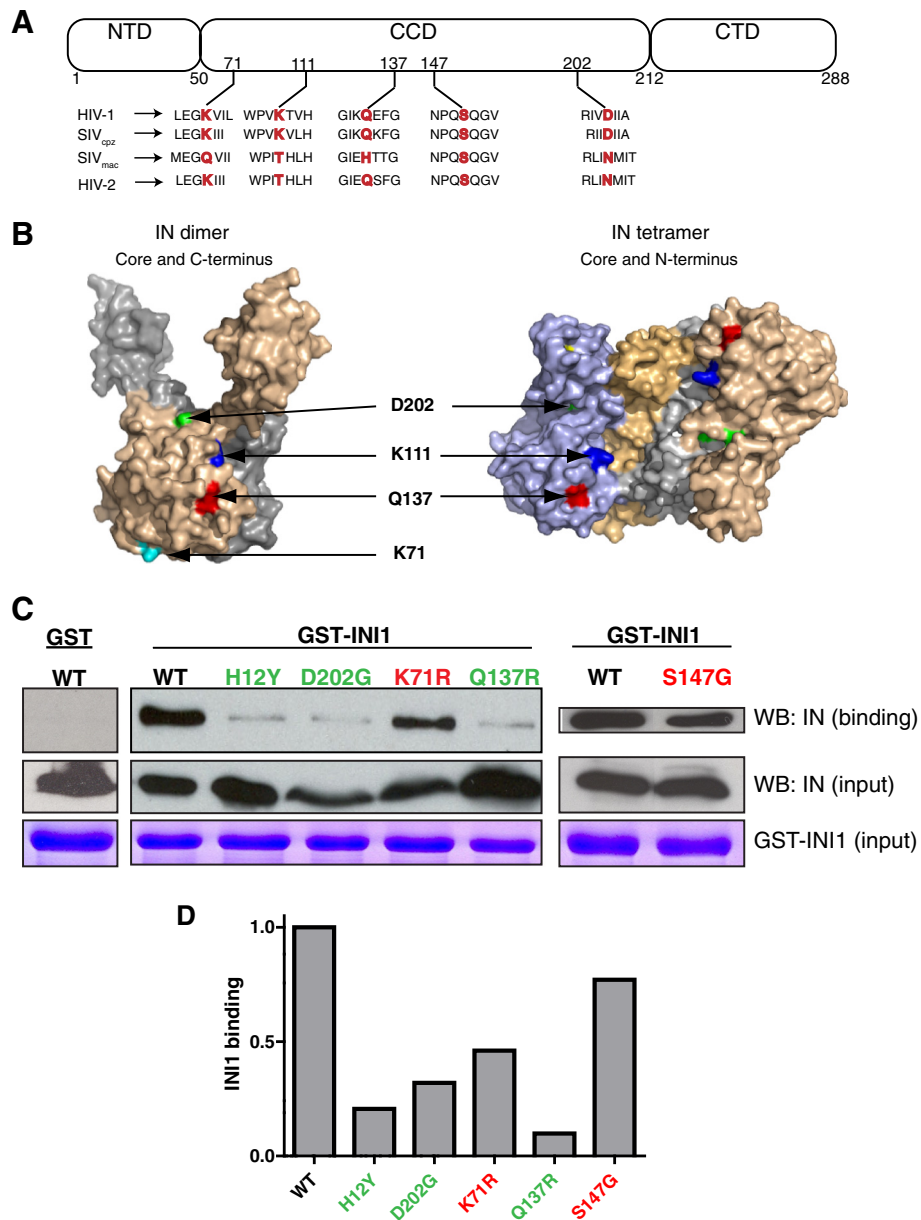 A
NTD CCD CTD
1 50 71 111 137 147 202 212 288
HIV-1 LEGKVIL WPVKTVH GIKQEFG NPQSQGV RIVDIIA
SIVcpz LEGKIII WPVKVLH GIKQKFG NPQSQGV RIIDIIA
SIVmac MEGQVII WPITHLH GIEHTTG NPQSQGV RLINMIT
HIV-2 LEGKIII WPITHLH GIEQSFG NPQSQGV RLINMIT
B
IN dimer
Core and C-terminus
IN tetramer
Core and N-terminus
D202
K111
Q137
K71
C
GST GST-INI1 GST-INI1
WT WT H12Y D202G K71R Q137R WT S147G
WB: IN (binding)
WB: IN (input)
GST-INI1 (input)
D
INI1 binding
1.0
0.5
0.0
WT H12Y D202G K71R Q137R S147G